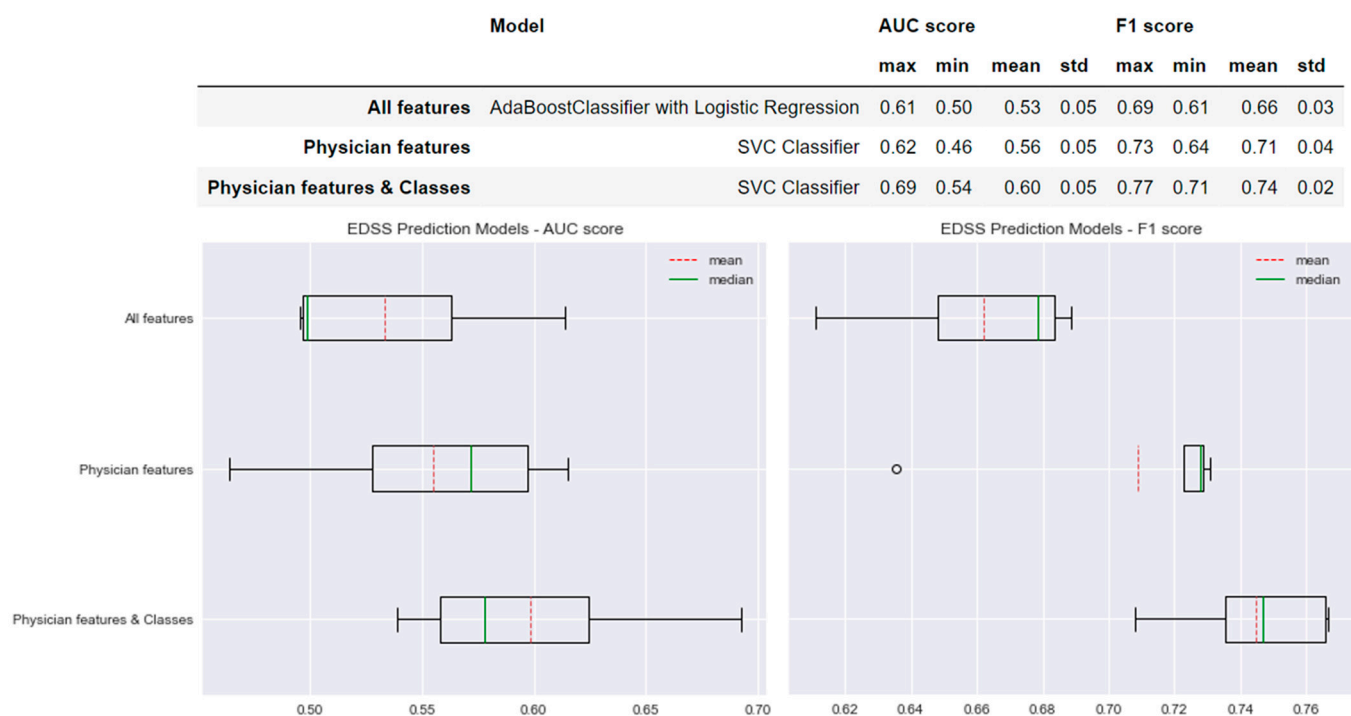 Model AUC score F1 score
max min mean std max min mean std
All features AdaBoostClassifier with Logistic Regression 0.61 0.50 0.53 0.05 0.69 0.61 0.66 0.03
Physician features SVC Classifier 0.62 0.46 0.56 0.05 0.73 0.64 0.71 0.04
Physician features & Classes SVC Classifier 0.69 0.54 0.60 0.05 0.77 0.71 0.74 0.02
EDSS Prediction Models - AUC score
mean
median
All features
Physician features
Physician features & Classes
0.50 0.55 0.60 0.65 0.70
EDSS Prediction Models - F1 score
mean
median
0.62 0.64 0.66 0.68 0.70 0.72 0.74 0.76